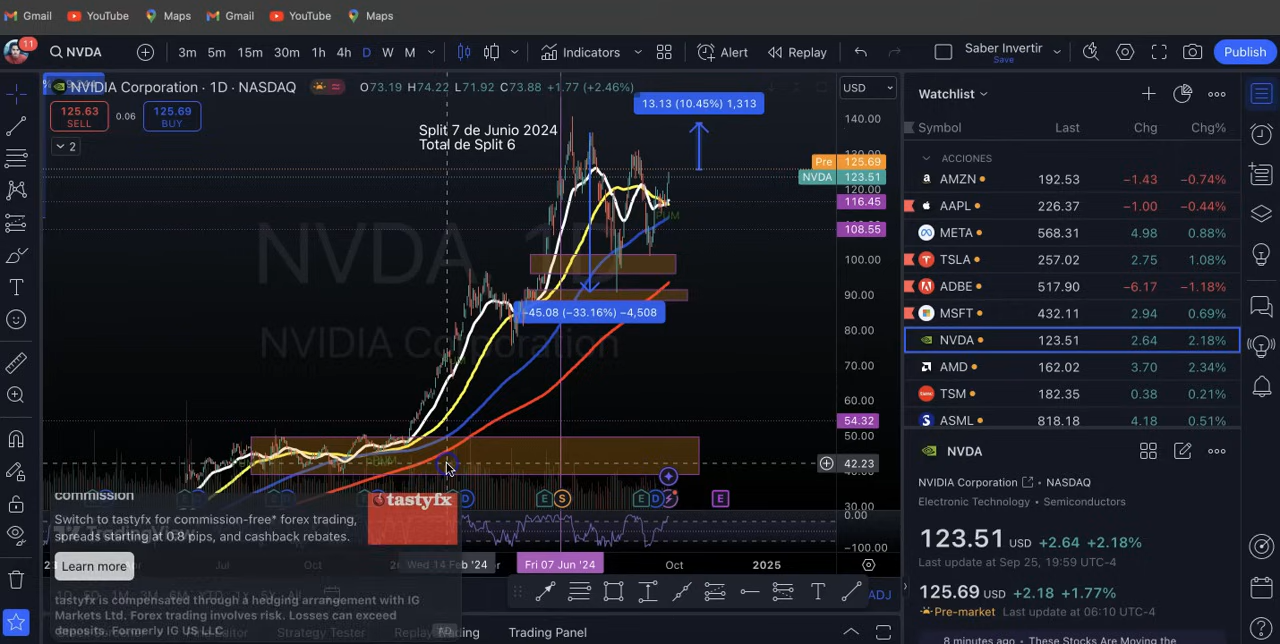 Gmail YouTube Maps Gmail YouTube Maps
11 NVDA 3m 5m 15m 30m 1h 4h D W M Indicators Alert Replay Saber Invertir Save Publish
NVIDIA Corporation · 1D · NASDAQ O73.19 H74.22 L71.92 C73.88 +1.77 (+2.46%) USD
125.63 SELL 0.06 125.69 BUY
2
13.13 (10.45%) 1,313
Split 7 de Junio 2024
Total de Split 6
NVDA, 1D
NVIDIA Corporation
−45.08 (−33.16%) −4,508
140.00
130.00
Pre 125.69
NVDA 123.51
120.00
116.45
108.55
100.00
90.00
80.00
70.00
60.00
54.32
50.00
42.23
30.00
0.00
−100.00
E S E D E
commission
Switch to tastyfx for commission-free* forex trading,
spreads starting at 0.8 pips, and cashback rebates.
tastyfx
Learn more
tastyfx is compensated through a hedging arrangement with IG
Markets Ltd. Forex trading involves risk. Losses can exceed
deposits. Formerly IG US LLC.
Jul Oct Wed 14 Feb '24 Fri 07 Jun '24 Oct 2025
ADJ
Strategy Tester Replay Trading Trading Panel
Watchlist
Symbol Last Chg Chg%
ACCIONES
AMZN 192.53 −1.43 −0.74%
AAPL 226.37 −1.00 −0.44%
META 568.31 4.98 0.88%
TSLA 257.02 2.75 1.08%
ADBE 517.90 −6.17 −1.18%
MSFT 432.11 2.94 0.69%
NVDA 123.51 2.64 2.18%
AMD 162.02 3.70 2.34%
TSM 182.35 0.38 0.21%
ASML 818.18 4.18 0.51%
NVDA
NVIDIA Corporation · NASDAQ
Electronic Technology · Semiconductors
123.51 USD +2.64 +2.18%
Last update at Sep 25, 19:59 UTC-4
125.69 USD +2.18 +1.77%
Pre-market Last update at 06:10 UTC-4
8 minutes ago · These Stocks Are Moving the